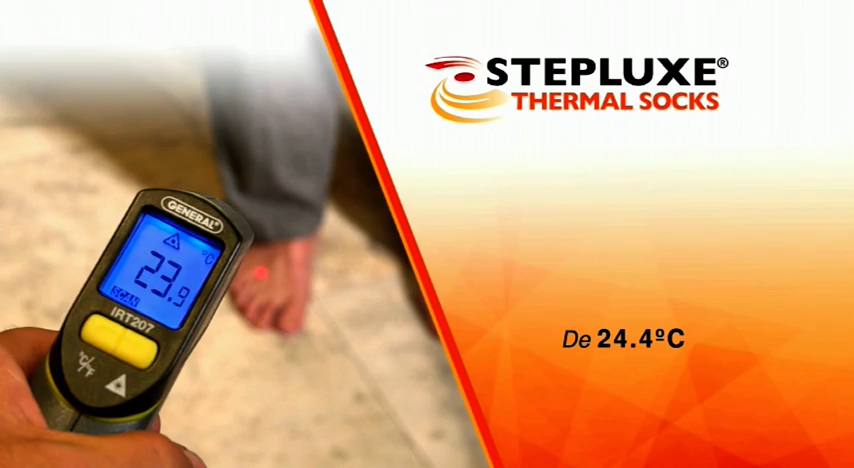 GENERAL®
°C
23.9
SCAN
IRT207
°C/°F
STEPLUXE®
THERMAL SOCKS
De 24.4ºC